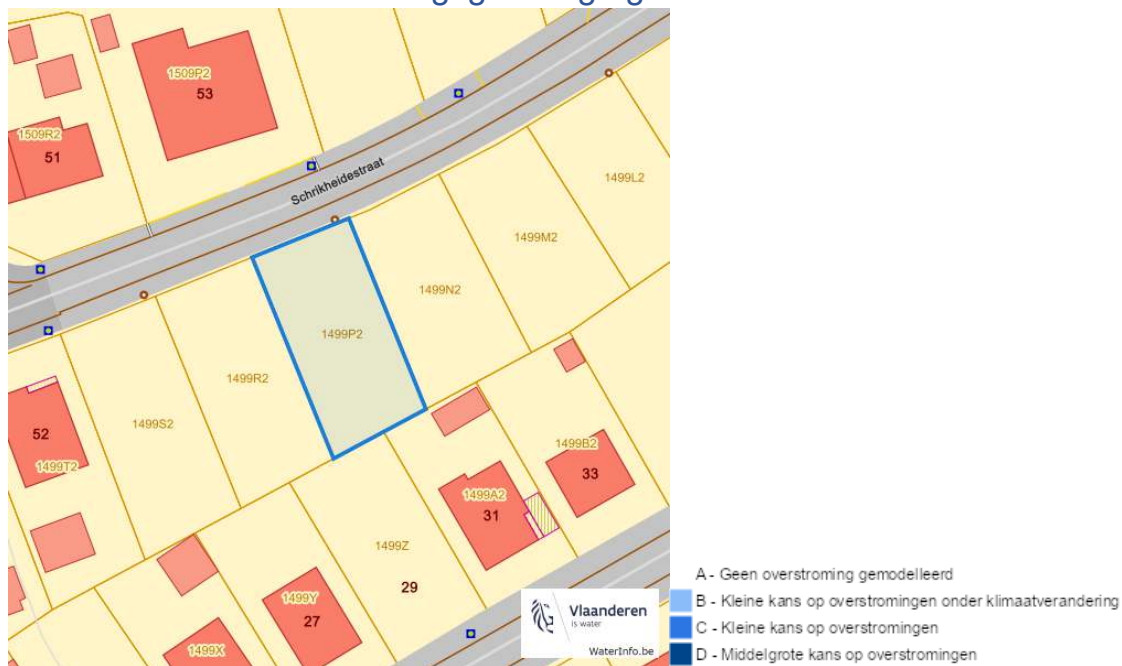 1509P2
53
1509R2
51
Schrikheidestraat
1499L2
1499M2
1499N2
1499P2
1499R2
1499S2
52
1499T2
1499B2
33
1499A2
31
1499Z
29
1499Y
27
1499X
Vlaanderen
is water
WaterInfo.be
A - Geen overstroming gemodelleerd
B - Kleine kans op overstromingen onder klimaatverandering
C - Kleine kans op overstromingen
D - Middelgrote kans op overstromingen